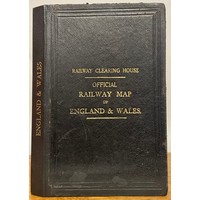 ENGLAND & WALES
RAILWAY CLEARING HOUSE
OFFICIAL
RAILWAY MAP
OF
ENGLAND & WALES.